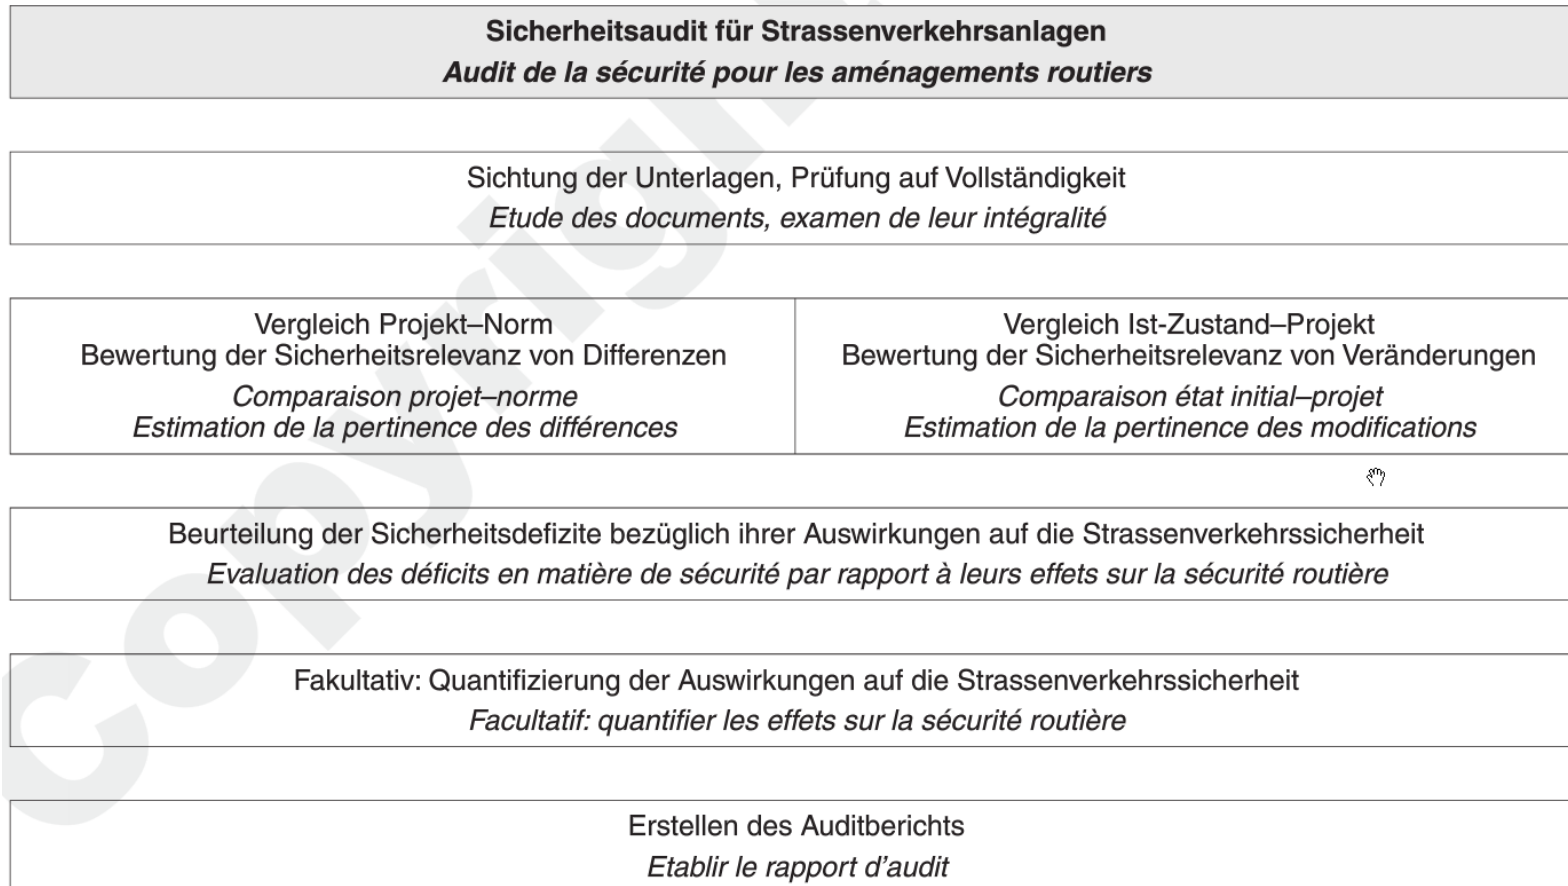 Sicherheitsaudit für Strassenverkehrsanlagen
Audit de la sécurité pour les aménagements routiers
Sichtung der Unterlagen, Prüfung auf Vollständigkeit
Etude des documents, examen de leur intégralité
Vergleich Projekt–Norm
Bewertung der Sicherheitsrelevanz von Differenzen
Comparaison projet–norme
Estimation de la pertinence des différences
Vergleich Ist-Zustand–Projekt
Bewertung der Sicherheitsrelevanz von Veränderungen
Comparaison état initial–projet
Estimation de la pertinence des modifications
Beurteilung der Sicherheitsdefizite bezüglich ihrer Auswirkungen auf die Strassenverkehrssicherheit
Evaluation des déficits en matière de sécurité par rapport à leurs effets sur la sécurité routière
Fakultativ: Quantifizierung der Auswirkungen auf die Strassenverkehrssicherheit
Facultatif: quantifier les effets sur la sécurité routière
Erstellen des Auditberichts
Etablir le rapport d’audit
Copyrigh